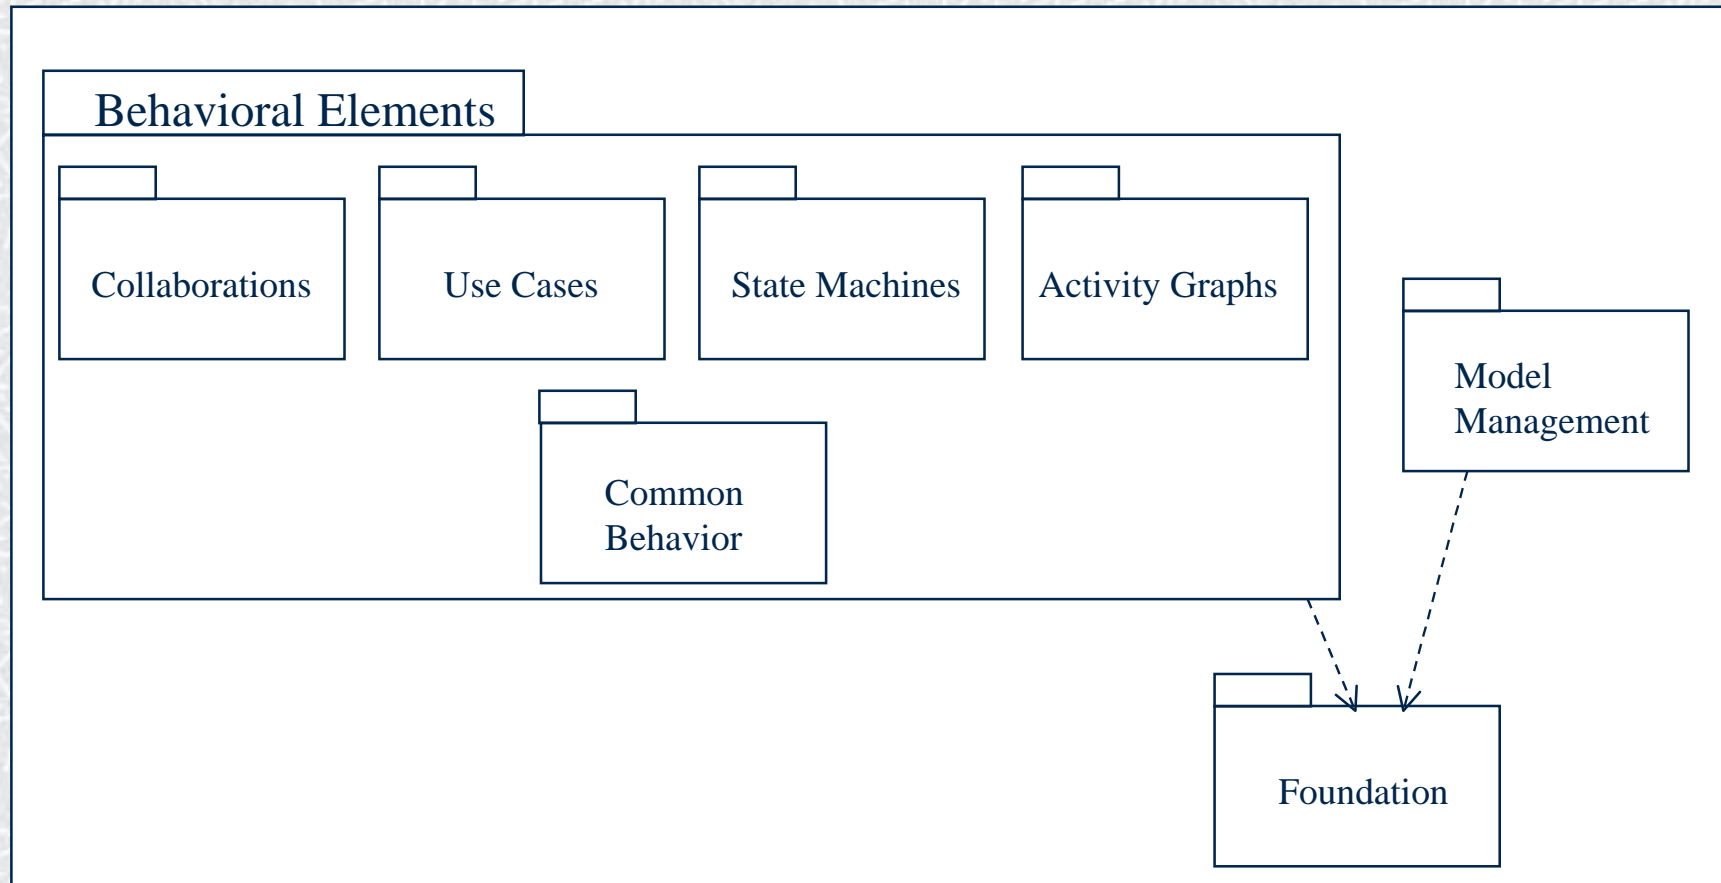 Behavioral Elements
Collaborations
Use Cases
State Machines
Activity Graphs
Model
Management
Common
Behavior
Foundation